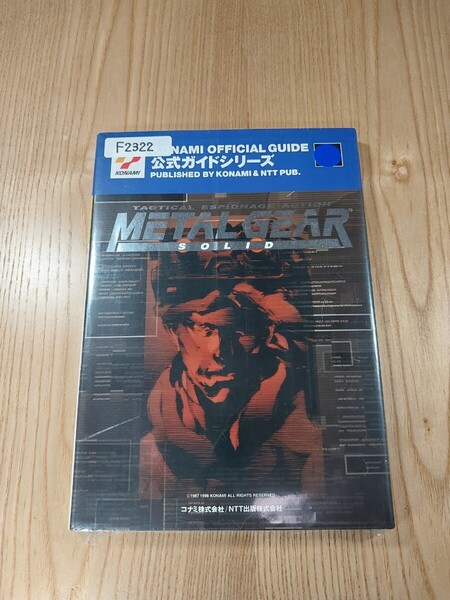 F2322
KONAMI
KONAMI OFFICIAL GUIDE
公式ガイドシリーズ
PUBLISHED BY KONAMI & NTT PUB.
TACTICAL ESPIONAGE ACTION
METAL GEAR
SOLID
©1987 1998 KONAMI ALL RIGHTS RESERVED
コナミ株式会社/NTT出版株式会社